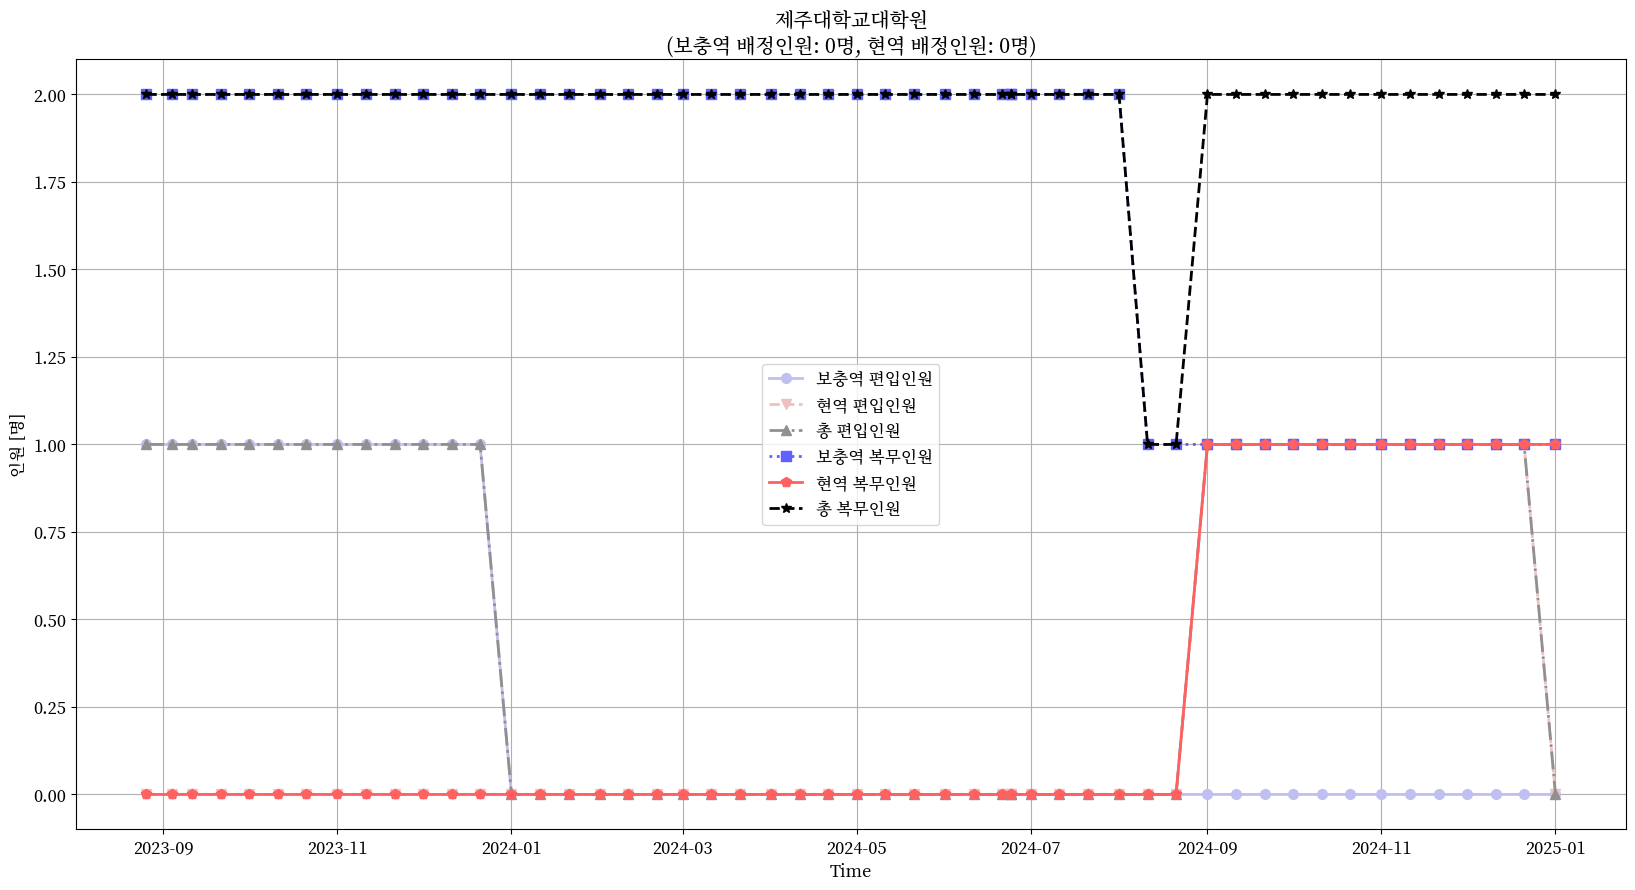 제주대학교대학원
(보충역 배정인원: 0명, 현역 배정인원: 0명)
2.00
1.75
1.50
1.25
1.00
0.75
0.50
0.25
0.00
인원 [명]
보충역 편입인원
현역 편입인원
총 편입인원
보충역 복무인원
현역 복무인원
총 복무인원
2023-09 2023-11 2024-01 2024-03 2024-05 2024-07 2024-09 2024-11 2025-01
Time